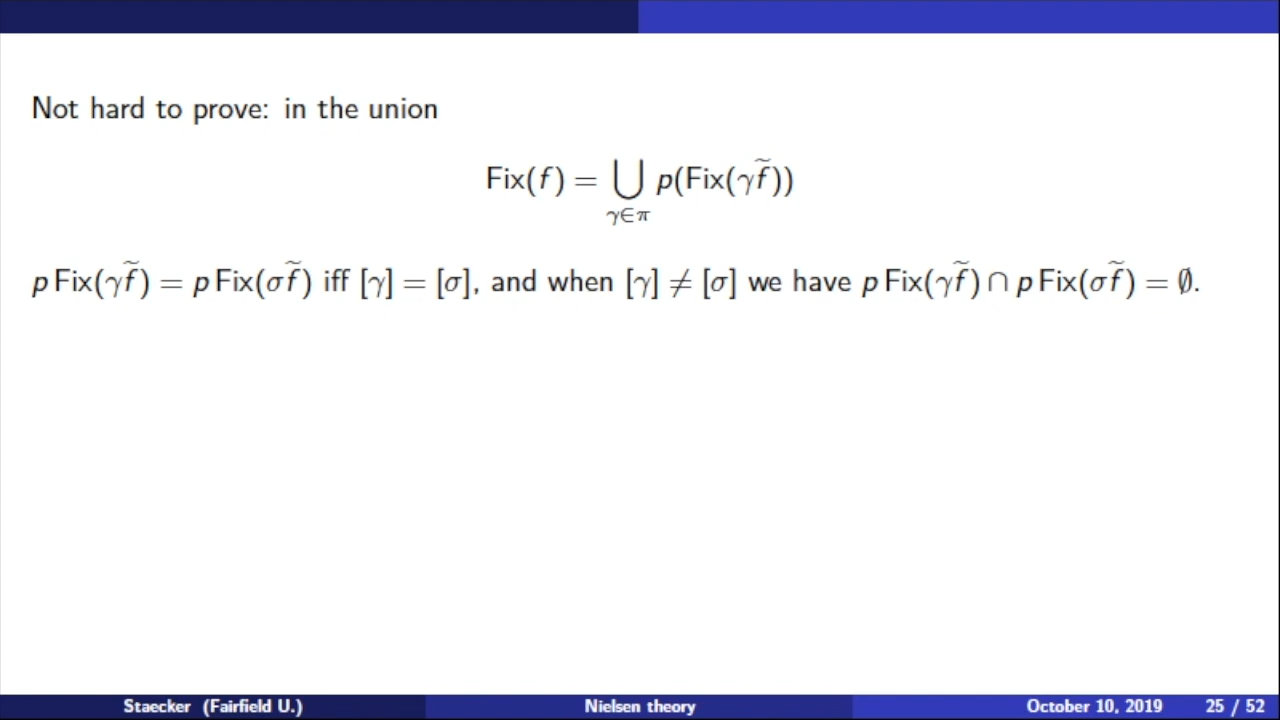 Not hard to prove: in the union
Fix(f) = ⋃ p(Fix(γf̃))
γ∈π
p Fix(γf̃) = p Fix(σf̃) iff [γ] = [σ], and when [γ] ≠ [σ] we have p Fix(γf̃) ∩ p Fix(σf̃) = ∅.
Staecker (Fairfield U.) Nielsen theory October 10, 2019 25 / 52